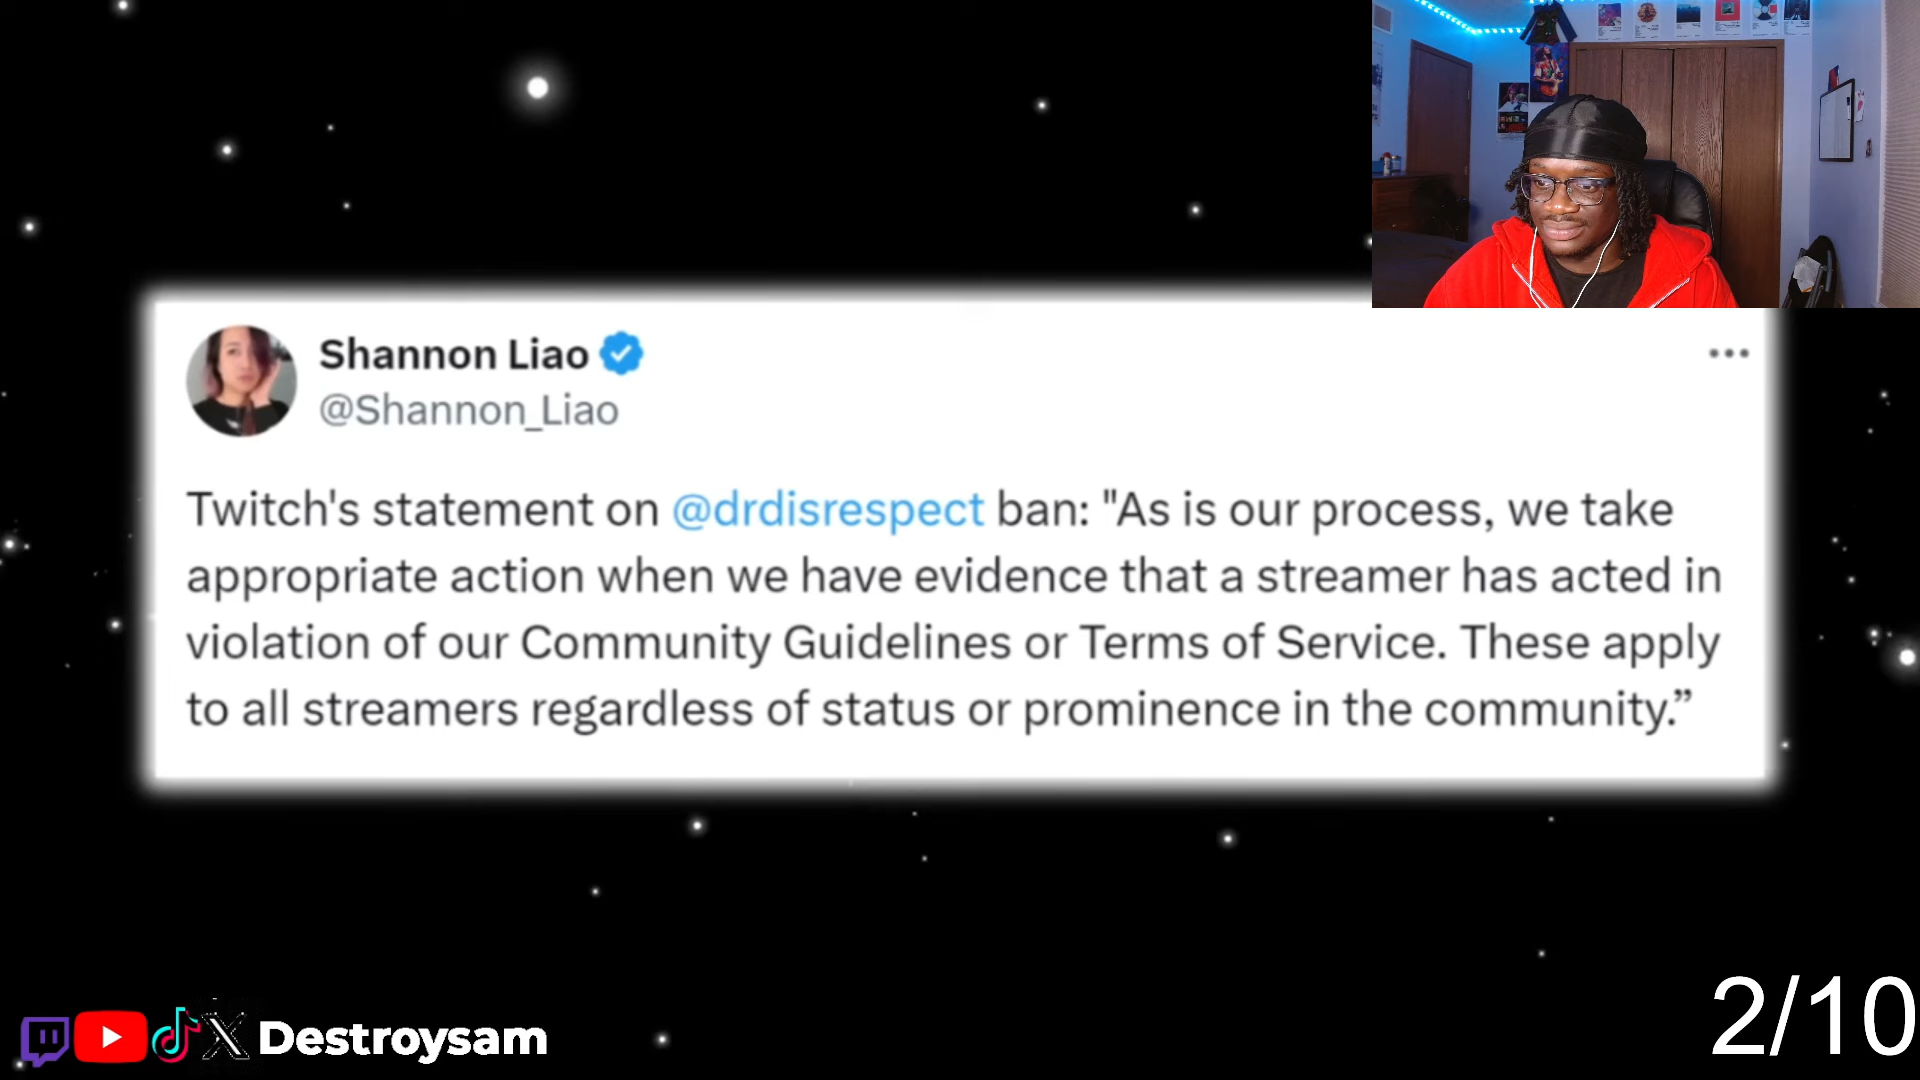 Shannon Liao
@Shannon_Liao
Twitch's statement on @drdisrespect ban: "As is our process, we take
appropriate action when we have evidence that a streamer has acted in
violation of our Community Guidelines or Terms of Service. These apply
to all streamers regardless of status or prominence in the community.”
Destroysam
2/10